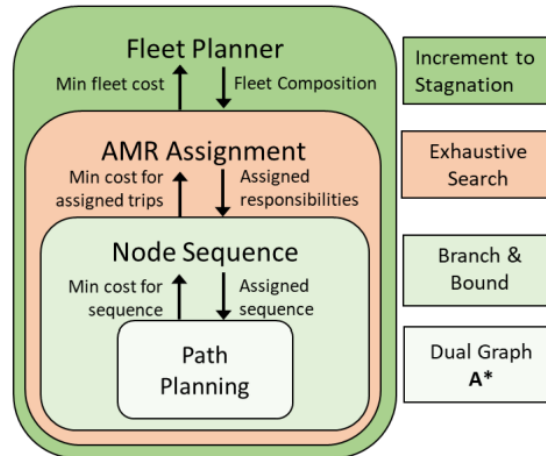 Fleet Planner
Min fleet cost
Fleet Composition
AMR Assignment
Min cost for
assigned trips
Assigned
responsibilities
Node Sequence
Min cost for
sequence
Assigned
sequence
Path
Planning
Increment to
Stagnation
Exhaustive
Search
Branch &
Bound
Dual Graph
A*